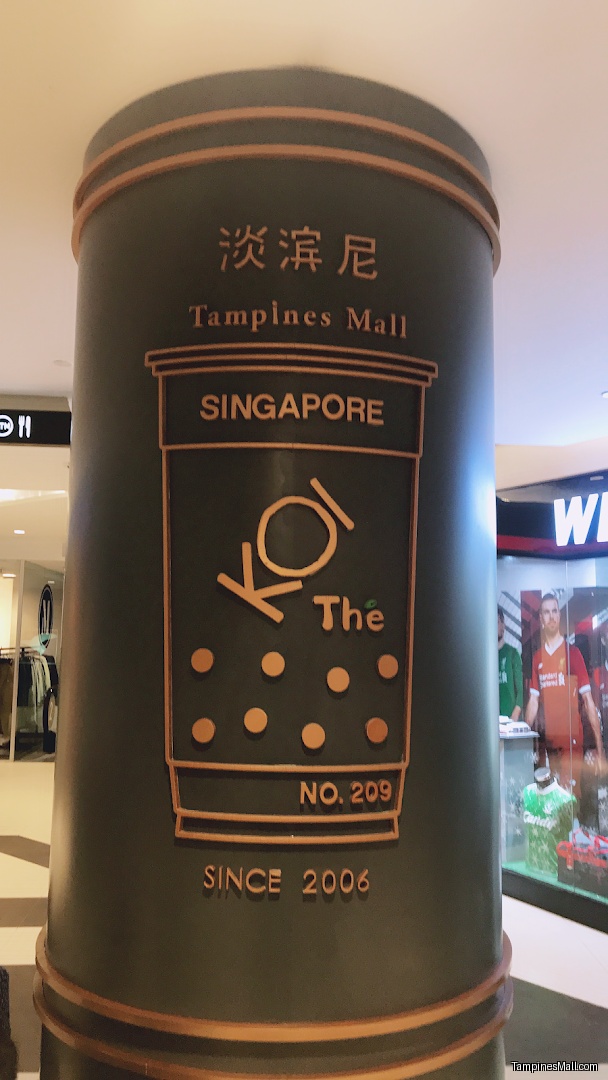 淡滨尼
Tampines Mall
SINGAPORE
KOI
Thé
NO. 209
SINCE 2006
TampinesMall.com